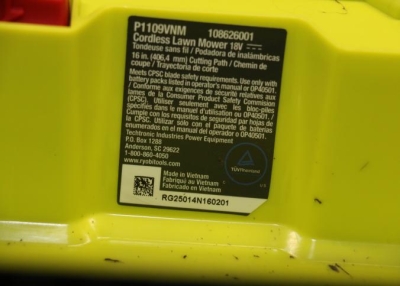 P1109VNM 108626001
Cordless Lawn Mower 18V
Tondeuse sans fil / Podadora de inalámbricas
16 in. (406,4 mm) Cutting Path / Chemin de
coupe / Trayectoria de corte
Meets CPSC blade safety requirements. Use only with
battery packs listed in operator's manual or OP40501.
/ Conforme aux exigences de sécurité relatives aux
lames de la Consumer Product Safety Commision
(CPSC). Utiliser seulement avec les bloc-piles
specifiés dans le manuel d'utilisation ou OP40501. /
Cumple con los requisitos de seguridad par hojas de
la CPSC. Utilizar sólo con el paquete de baterías
enumerados en el manual del operador o OP40501.
Techtronic Industries Power Equipment
P.O. Box 1288
Anderson, SC 29622
1-800-860-4050
www.ryobitools.com
TÜVRheinland
Made in Vietnam
Fabriqué au Vietnam
Fabricado en Vietnam
RG25014N160201